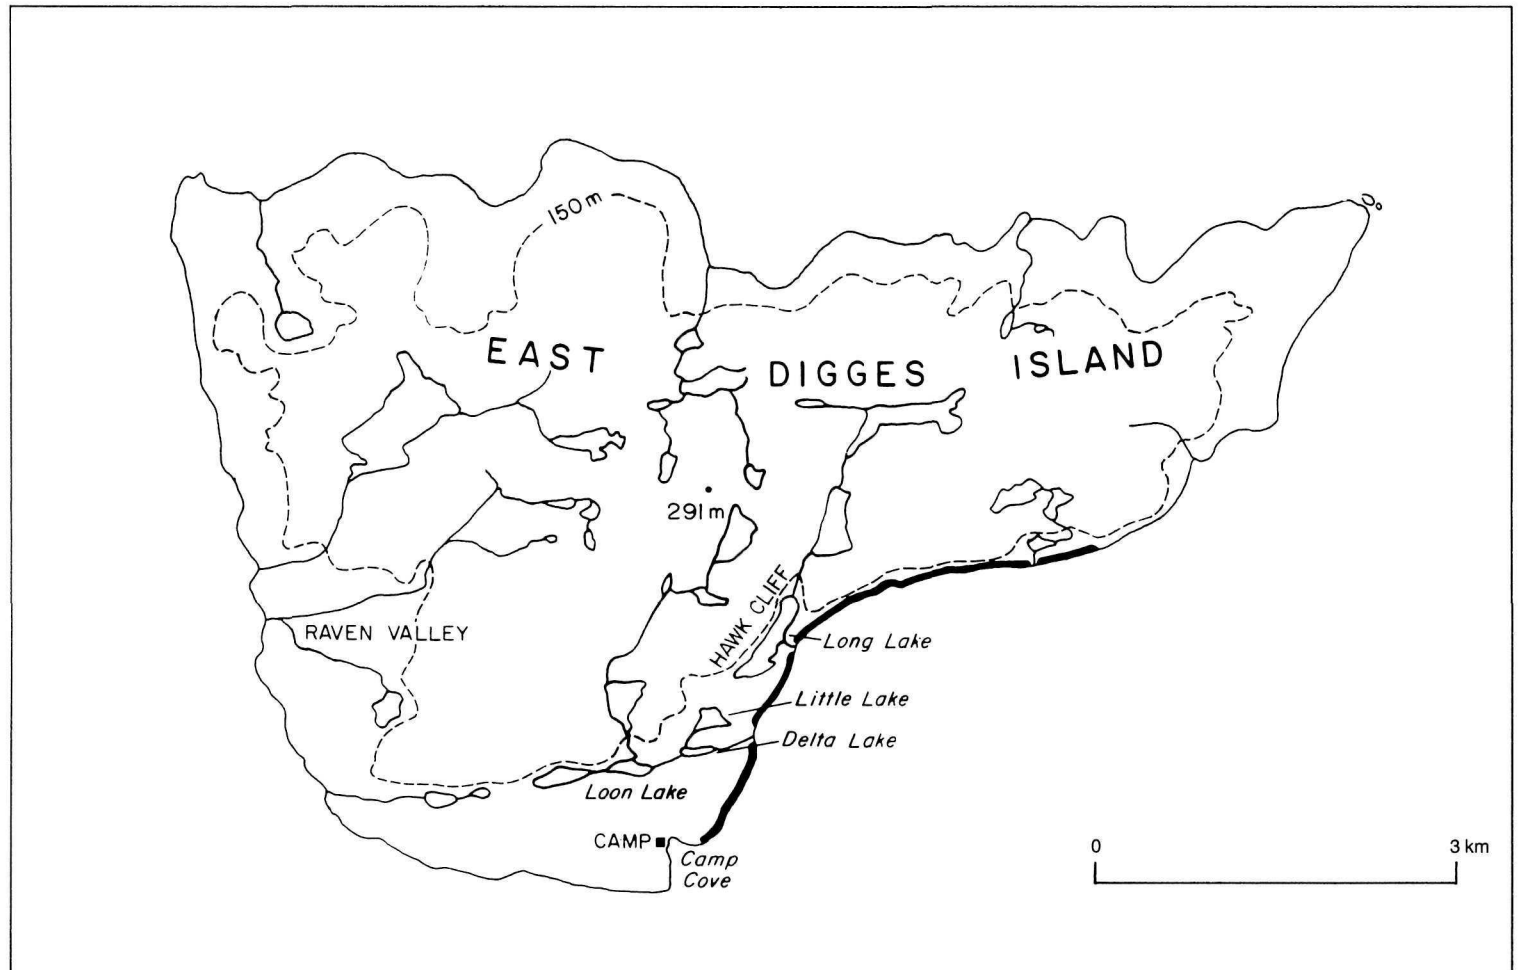 150 m
EAST DIGGES ISLAND
291 m
HAWK CLIFF
RAVEN VALLEY
Long Lake
Little Lake
Delta Lake
Loon Lake
CAMP
Camp
Cove
0 3 km